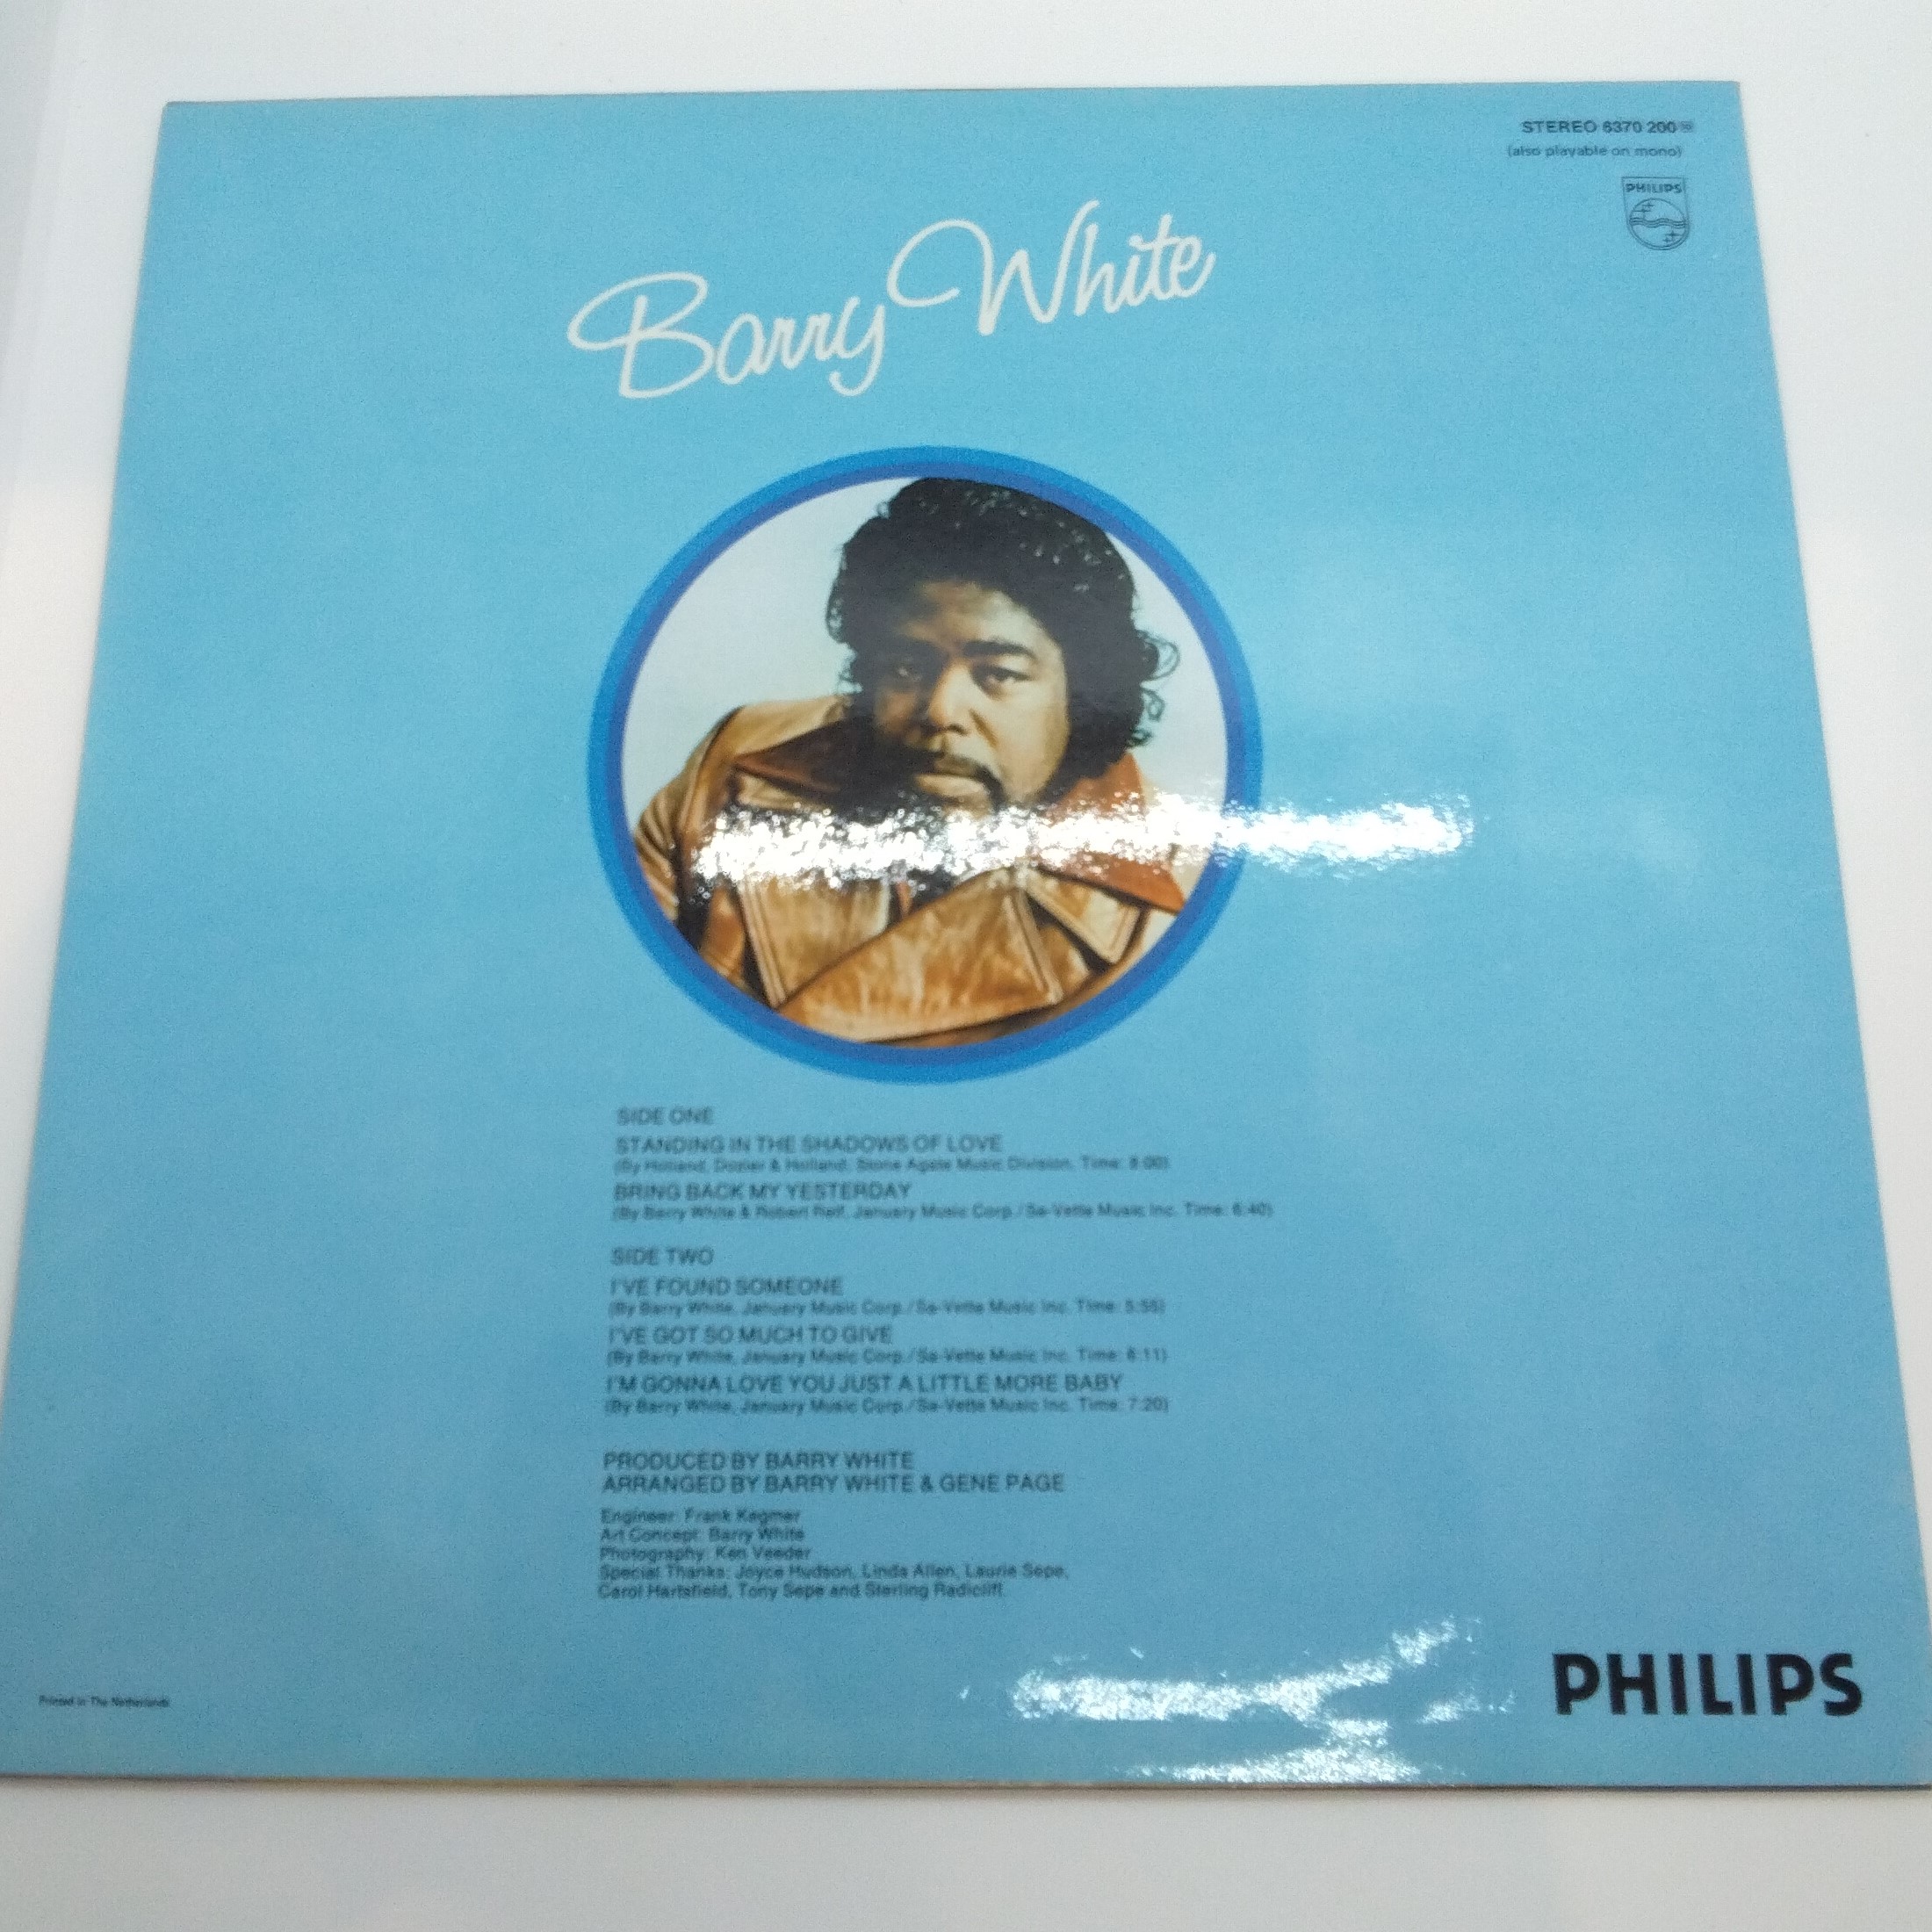 STEREO 6370 200
(also playable on mono)
PHILIPS
Barry White
SIDE ONE
STANDING IN THE SHADOWS OF LOVE
(By Holland, Dozier & Holland, Stone Agate Music Division, Time: 8:00)
BRING BACK MY YESTERDAY
(By Barry White & Robert Relf, January Music Corp./Sa-Vette Music Inc. Time: 6:40)
SIDE TWO
I'VE FOUND SOMEONE
(By Barry White, January Music Corp./Sa-Vette Music Inc. Time: 5:55)
I'VE GOT SO MUCH TO GIVE
(By Barry White, January Music Corp./Sa-Vette Music Inc. Time: 8:11)
I'M GONNA LOVE YOU JUST A LITTLE MORE BABY
(By Barry White, January Music Corp./Sa-Vette Music Inc. Time: 7:20)
PRODUCED BY BARRY WHITE
ARRANGED BY BARRY WHITE & GENE PAGE
Engineer: Frank Kegmer
Art Concept: Barry White
Photography: Ken Veeder
Special Thanks: Joyce Hudson, Linda Allen, Laurie Sepe,
Carol Hartsfield, Tony Sepe and Sterling Radicliff.
PHILIPS
Printed in The Netherlands